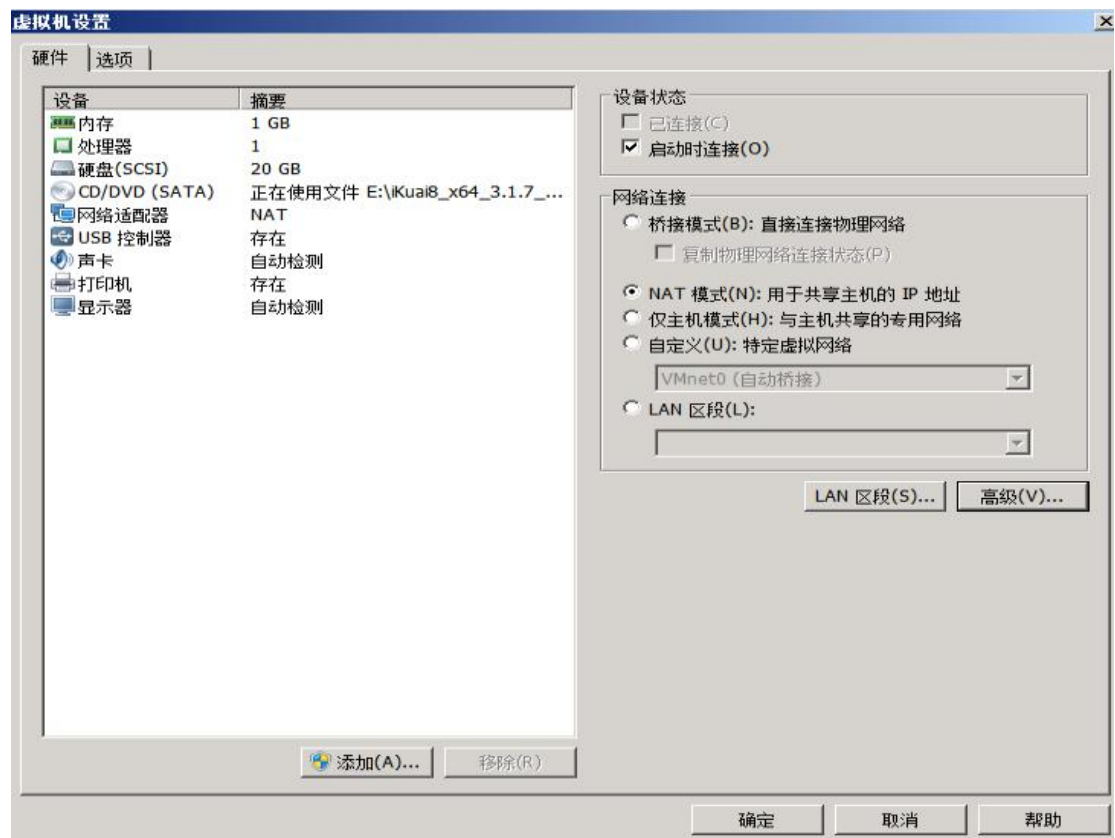 虚拟机设置
硬件 选项
设备 摘要
内存 1 GB
处理器 1
硬盘(SCSI) 20 GB
CD/DVD (SATA) 正在使用文件 E:\iKuai8_x64_3.1.7_...
网络适配器 NAT
USB 控制器 存在
声卡 自动检测
打印机 存在
显示器 自动检测
添加(A)... 移除(R)
设备状态
已连接(C)
启动时连接(O)
网络连接
桥接模式(B): 直接连接物理网络
复制物理网络连接状态(P)
NAT 模式(N): 用于共享主机的 IP 地址
仅主机模式(H): 与主机共享的专用网络
自定义(U): 特定虚拟网络
VMnet0 (自动桥接)
LAN 区段(L):
LAN 区段(S)... 高级(V)...
确定 取消 帮助